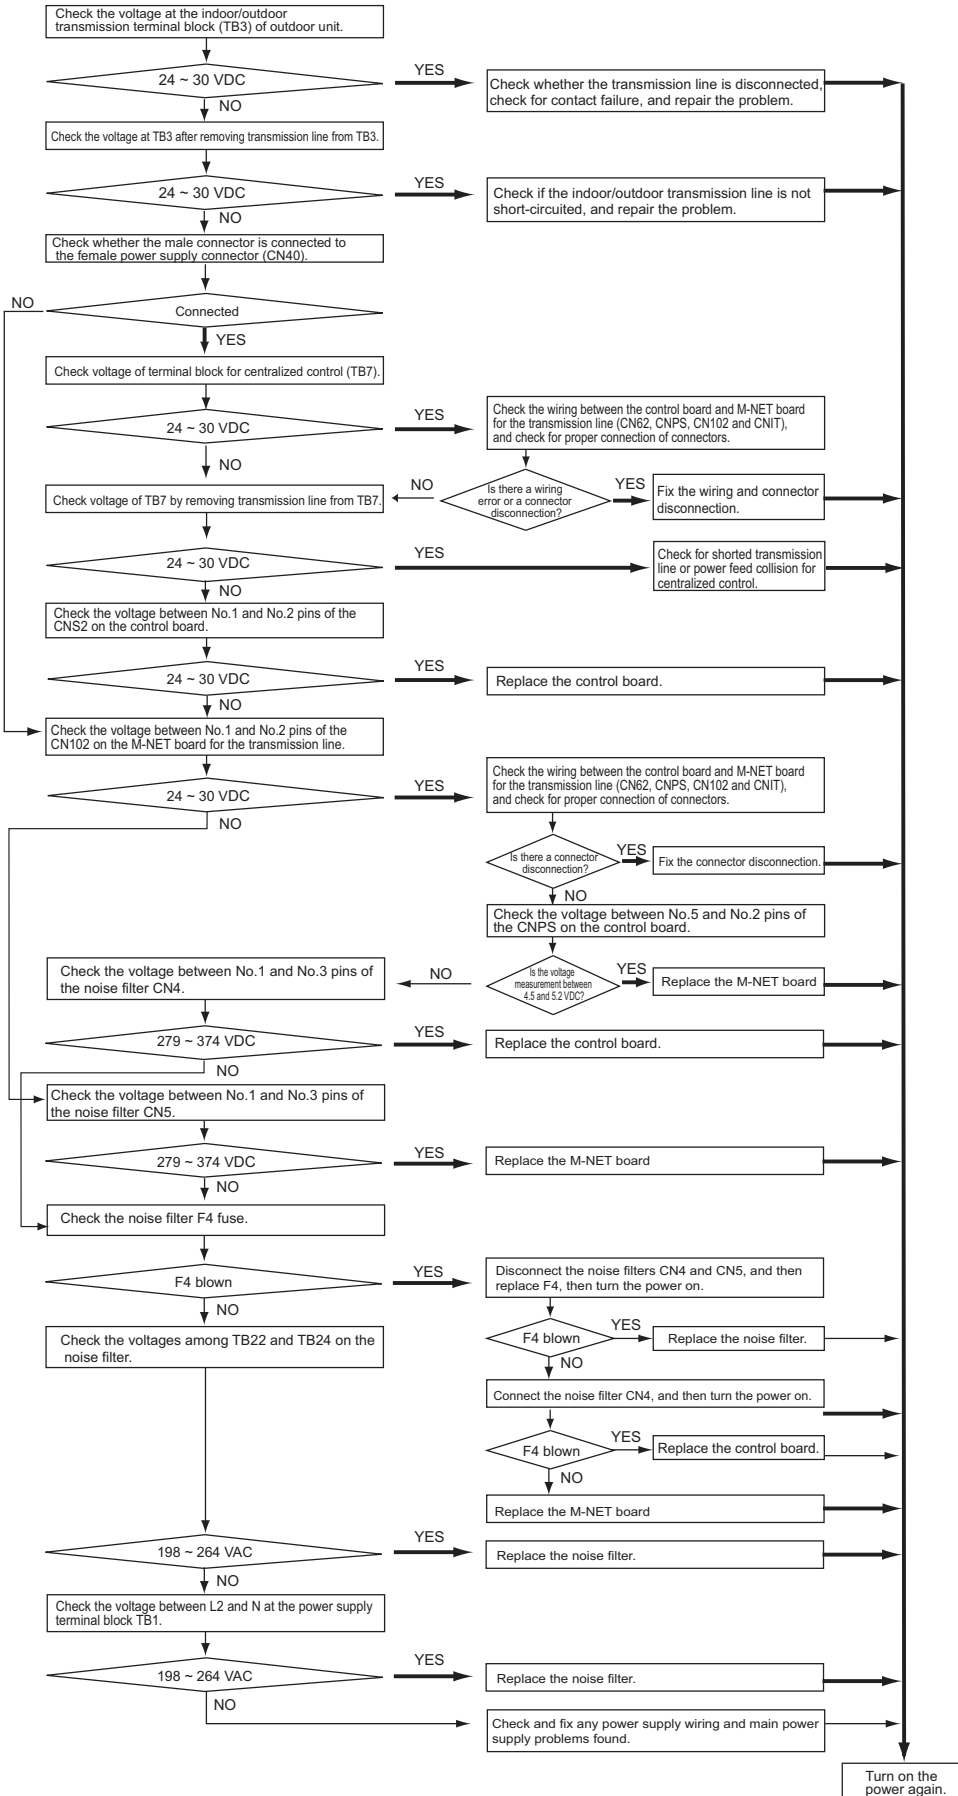 Check the voltage at the indoor/outdoor
transmission terminal block (TB3) of outdoor unit.
24 ~ 30 VDC
YES
Check whether the transmission line is disconnected,
check for contact failure, and repair the problem.
NO
Check the voltage at TB3 after removing transmission line from TB3.
24 ~ 30 VDC
YES
Check if the indoor/outdoor transmission line is not
short-circuited, and repair the problem.
NO
Check whether the male connector is connected to
the female power supply connector (CN40).
NO
Connected
YES
Check voltage of terminal block for centralized control (TB7).
24 ~ 30 VDC
YES
Check the wiring between the control board and M-NET board
for the transmission line (CN62, CNPS, CN102 and CNIT),
and check for proper connection of connectors.
NO
Is there a wiring
error or a connector
disconnection?
YES
Fix the wiring and connector
disconnection.
NO
Check voltage of TB7 by removing transmission line from TB7.
24 ~ 30 VDC
YES
Check for shorted transmission
line or power feed collision for
centralized control.
NO
Check the voltage between No.1 and No.2 pins of the
CNS2 on the control board.
24 ~ 30 VDC
YES
Replace the control board.
NO
Check the voltage between No.1 and No.2 pins of the
CN102 on the M-NET board for the transmission line.
24 ~ 30 VDC
YES
Check the wiring between the control board and M-NET board
for the transmission line (CN62, CNPS, CN102 and CNIT),
and check for proper connection of connectors.
NO
Is there a connector
disconnection?
YES
Fix the connector disconnection.
NO
Check the voltage between No.5 and No.2 pins of
the CNPS on the control board.
Is the voltage
measurement between
4.5 and 5.2 VDC?
YES
Replace the M-NET board
NO
Check the voltage between No.1 and No.3 pins of
the noise filter CN4.
279 ~ 374 VDC
YES
Replace the control board.
NO
Check the voltage between No.1 and No.3 pins of
the noise filter CN5.
279 ~ 374 VDC
YES
Replace the M-NET board
NO
Check the noise filter F4 fuse.
F4 blown
YES
Disconnect the noise filters CN4 and CN5, and then
replace F4, then turn the power on.
NO
F4 blown
YES
Replace the noise filter.
NO
Check the voltages among TB22 and TB24 on the
noise filter.
Connect the noise filter CN4, and then turn the power on.
F4 blown
YES
Replace the control board.
NO
Replace the M-NET board
198 ~ 264 VAC
YES
Replace the noise filter.
NO
Check the voltage between L2 and N at the power supply
terminal block TB1.
198 ~ 264 VAC
YES
Replace the noise filter.
NO
Check and fix any power supply wiring and main power
supply problems found.
Turn on the
power again.